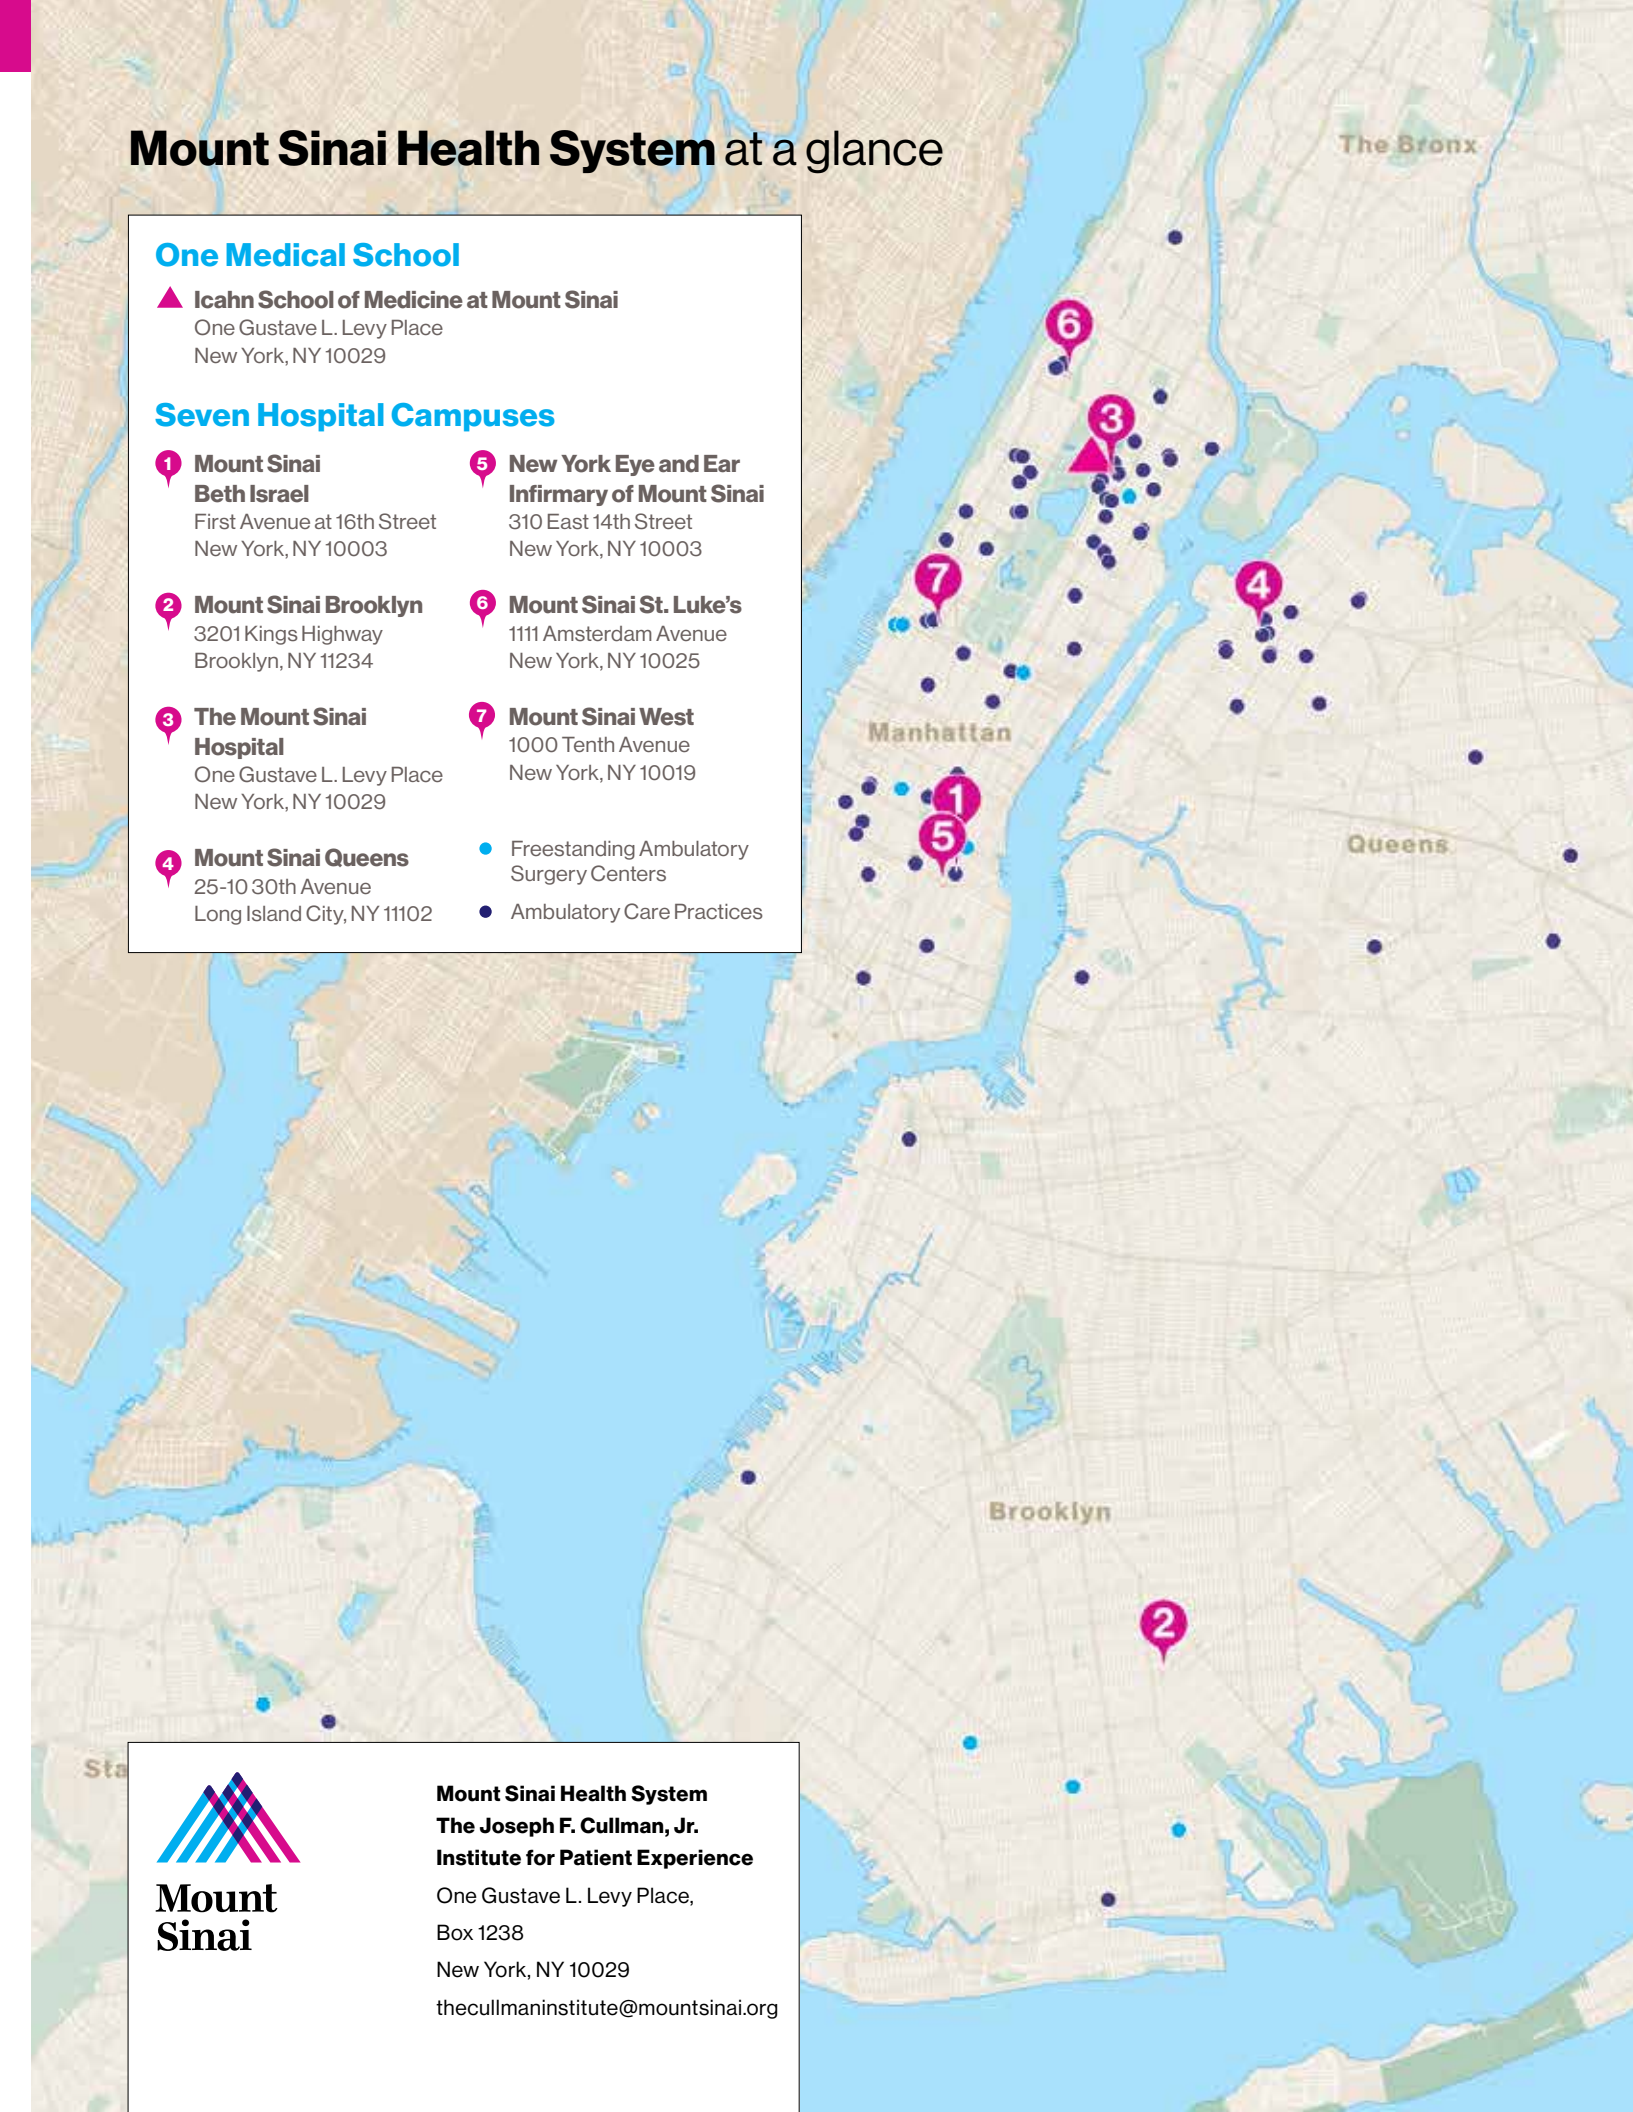 Mount Sinai Health System at a glance
One Medical School
Icahn School of Medicine at Mount Sinai
One Gustave L. Levy Place
New York, NY 10029
Seven Hospital Campuses
1 Mount Sinai
Beth Israel
First Avenue at 16th Street
New York, NY 10003
2 Mount Sinai Brooklyn
3201 Kings Highway
Brooklyn, NY 11234
3 The Mount Sinai
Hospital
One Gustave L. Levy Place
New York, NY 10029
4 Mount Sinai Queens
25-10 30th Avenue
Long Island City, NY 11102
5 New York Eye and Ear
Infirmary of Mount Sinai
310 East 14th Street
New York, NY 10003
6 Mount Sinai St. Luke’s
1111 Amsterdam Avenue
New York, NY 10025
7 Mount Sinai West
1000 Tenth Avenue
New York, NY 10019
Freestanding Ambulatory
Surgery Centers
Ambulatory Care Practices
The Bronx
6
3
7
4
Manhattan
1
5
Queens
Brooklyn
2
Sta
Mount
Sinai
Mount Sinai Health System
The Joseph F. Cullman, Jr.
Institute for Patient Experience
One Gustave L. Levy Place,
Box 1238
New York, NY 10029
thecullmaninstitute@mountsinai.org